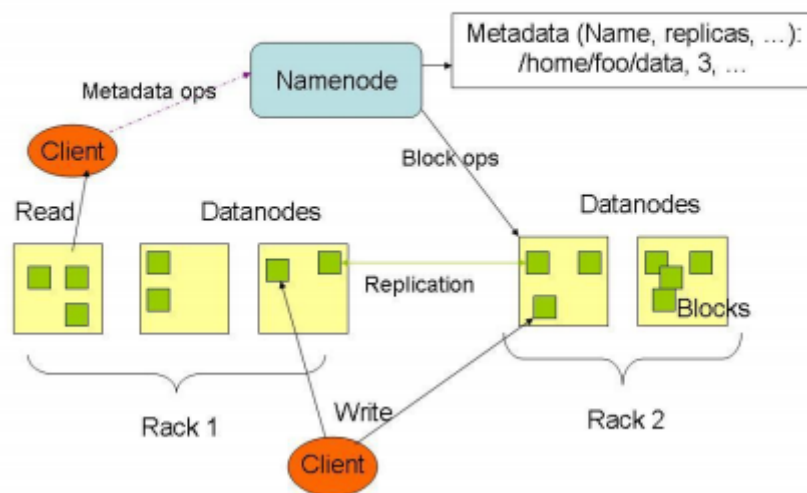 Metadata (Name, replicas, ...):
/home/foo/data, 3, ...
Namenode
Metadata ops
Client
Block ops
Read
Datanodes
Datanodes
Replication
Blocks
Rack 1
Write
Rack 2
Client